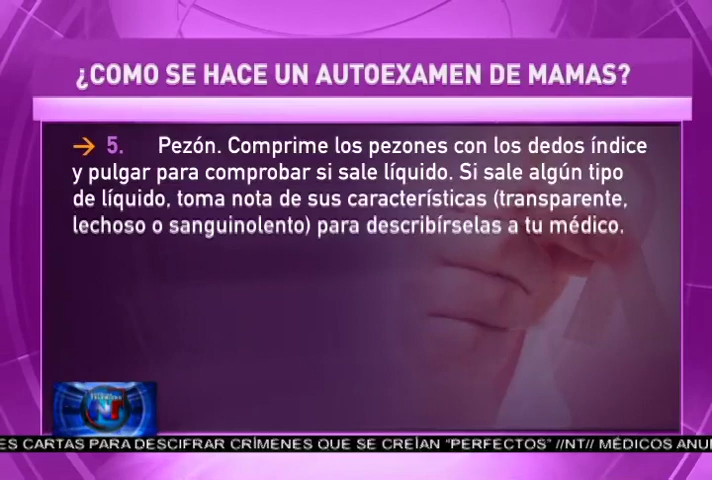 ¿COMO SE HACE UN AUTOEXAMEN DE MAMAS?
→ 5. Pezón. Comprime los pezones con los dedos índice
y pulgar para comprobar si sale líquido. Si sale algún tipo
de líquido, toma nota de sus características (transparente,
lechoso o sanguinolento) para describírselas a tu médico.
NT
ES CARTAS PARA DESCIFRAR CRÍMENES QUE SE CREÍAN "PERFECTOS" //NT// MÉDICOS ANU